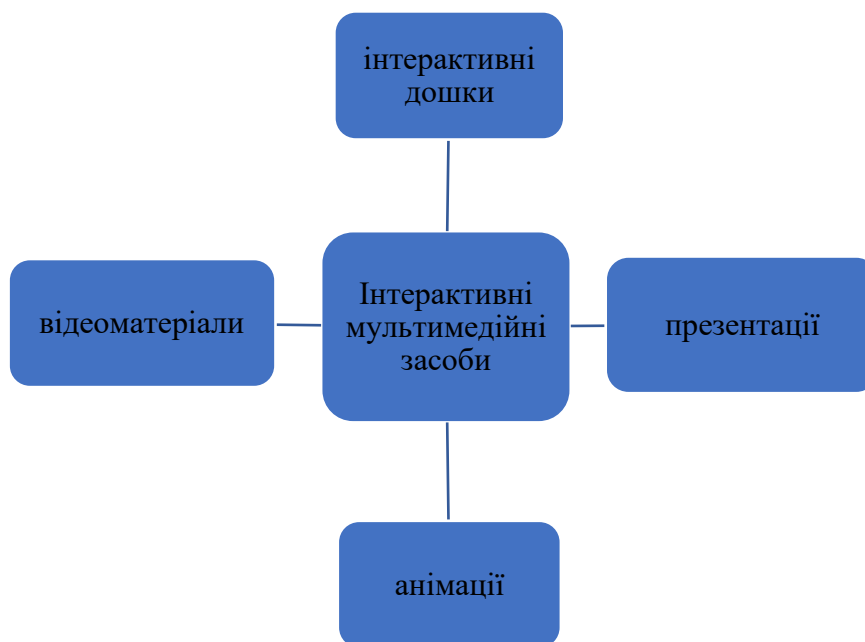 інтерактивні
дошки
відеоматеріали
Інтерактивні
мультимедійні
засоби
презентації
анімації